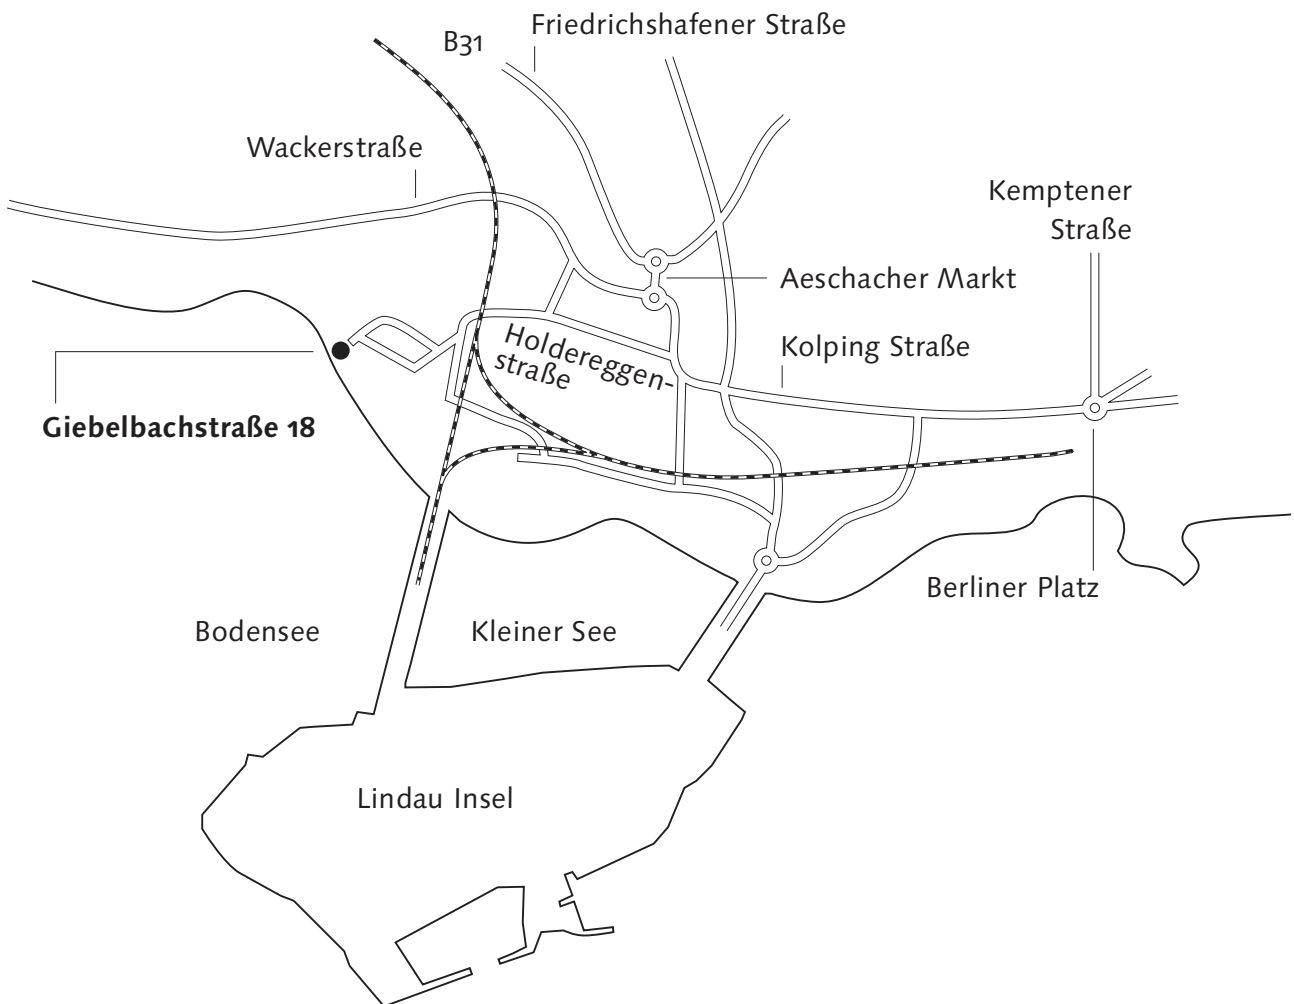 Friedrichshafener Straße
B31
Wackerstraße
Kemptener
Straße
Aeschacher Markt
Holdereggen-
straße
Kolping Straße
Giebelbachstraße 18
Berliner Platz
Bodensee
Kleiner See
Lindau Insel